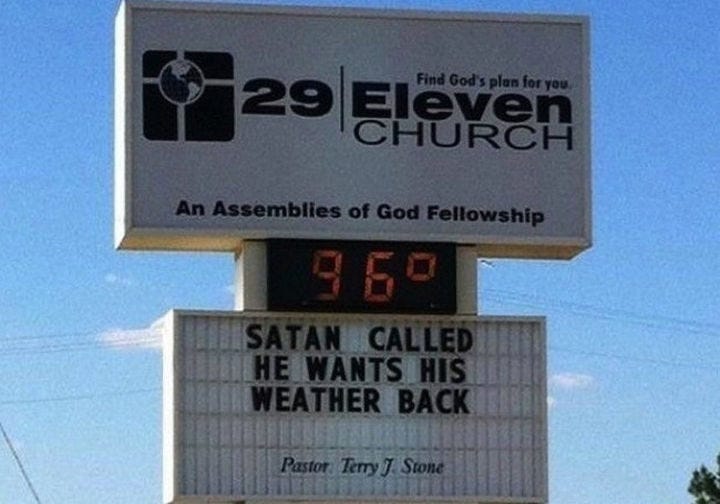 Find God's plan for you.
29 Eleven
CHURCH
An Assemblies of God Fellowship
96°
SATAN CALLED
HE WANTS HIS
WEATHER BACK
Pastor Terry J. Stone